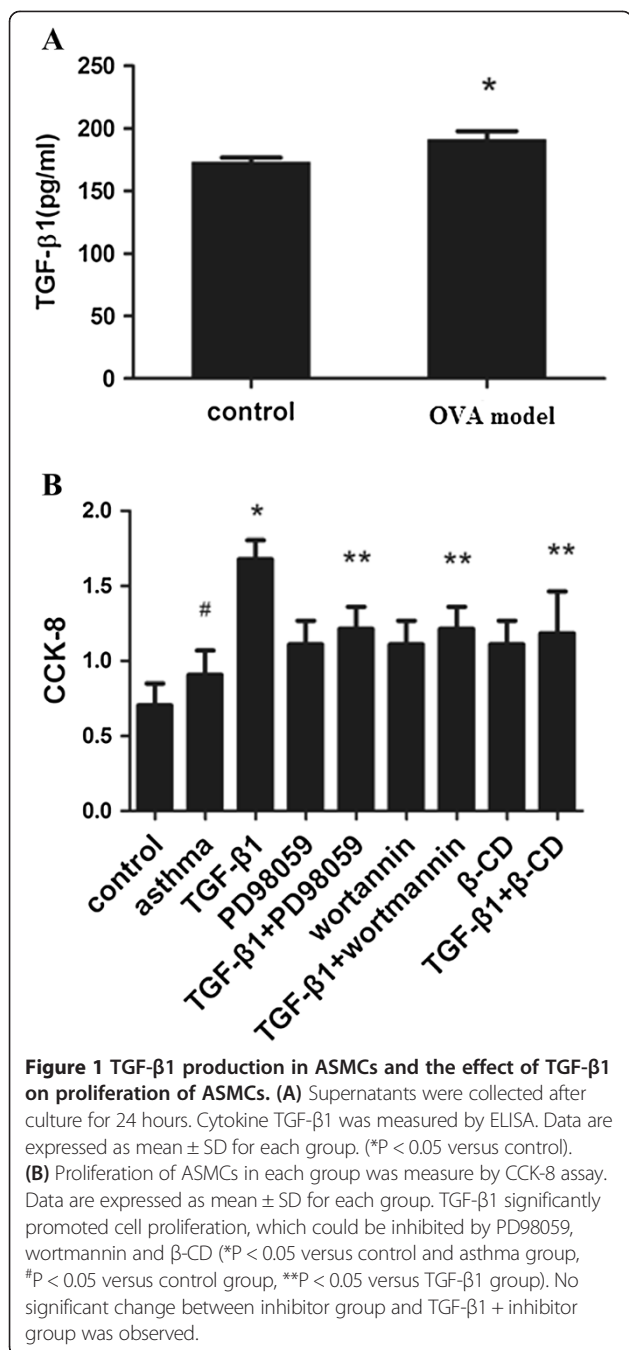 A
250
200
150
100
50
0
TGF-β1(pg/ml)
*
control
OVA model
B
2.0
1.5
1.0
0.5
0.0
CCK-8
#
*
**
**
**
control
asthma
TGF-β1
PD98059
TGF-β1+PD98059
wortannin
TGF-β1+wortmannin
β-CD
TGF-β1+β-CD
Figure 1 TGF-β1 production in ASMCs and the effect of TGF-β1
on proliferation of ASMCs. (A) Supernatants were collected after
culture for 24 hours. Cytokine TGF-β1 was measured by ELISA. Data are
expressed as mean ± SD for each group. (*P < 0.05 versus control).
(B) Proliferation of ASMCs in each group was measure by CCK-8 assay.
Data are expressed as mean ± SD for each group. TGF-β1 significantly
promoted cell proliferation, which could be inhibited by PD98059,
wortmannin and β-CD (*P < 0.05 versus control and asthma group,
#P < 0.05 versus control group, **P < 0.05 versus TGF-β1 group). No
significant change between inhibitor group and TGF-β1 + inhibitor
group was observed.